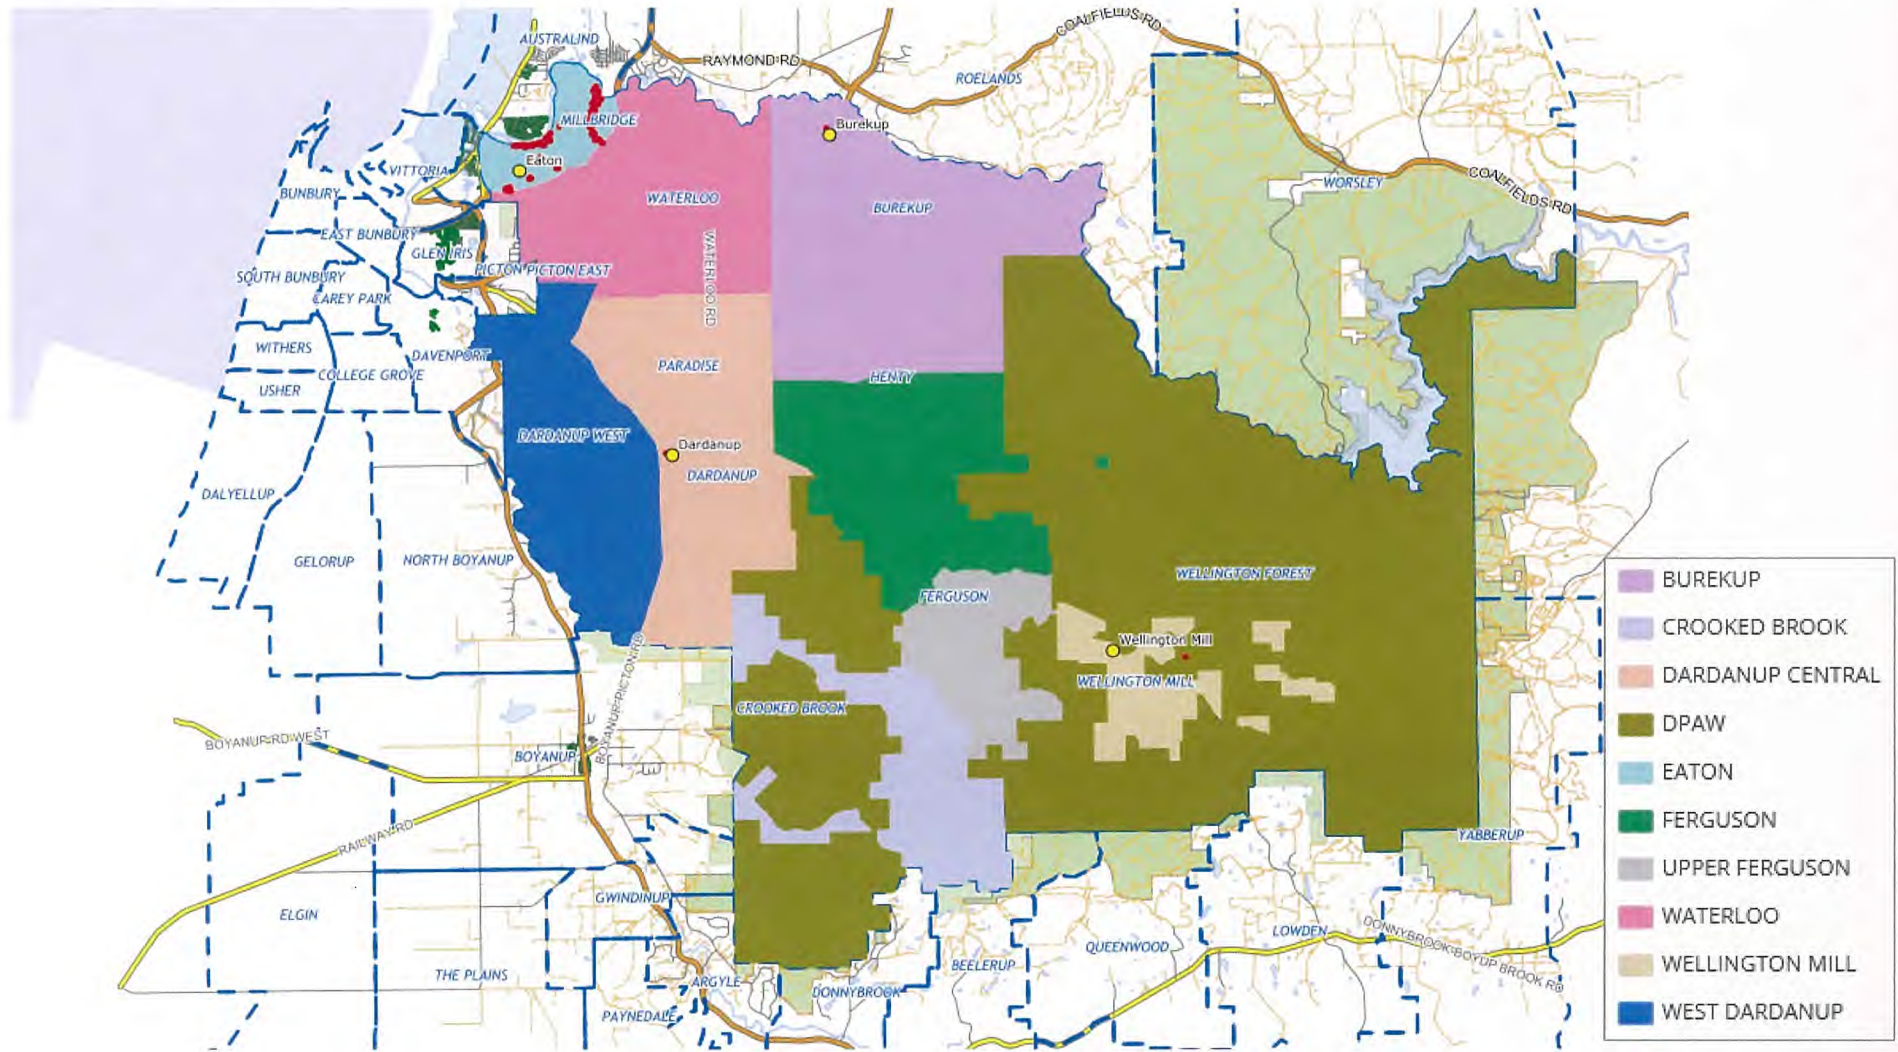 AUSTRALIND
COALFIELDS RD
RAYMOND RD
ROELANDS
MILLBRIDGE
Burekup
Eaton
VITTORIA
WORSLEY
COALFIELDS RD
BUNBURY
WATERLOO
BUREKUP
EAST BUNBURY
GLEN IRIS
WATERLOO RD
PICTON PICTON EAST
SOUTH BUNBURY
CAREY PARK
WITHERS
DAVENPORT
PARADISE
COLLEGE GROVE
HENTY
USHER
DARDANUP WEST
Dardanup
DARDANUP
DALYELLUP
GELORUP
NORTH BOYANUP
WELLINGTON FOREST
FERGUSON
Wellington Mill
WELLINGTON MILL
CROOKED BROOK
BOYANUP-PICTON RD
BOYANUP RD WEST
BOYANUP
RAILWAY RD
YABBERUP
GWINDINUP
ELGIN
LOWDEN
DONNYBROOK-BOYUP BROOK RD
QUEENWOOD
BEELERUP
THE PLAINS
ARGYLE
DONNYBROOK
PAYNEDALE
BUREKUP
CROOKED BROOK
DARDANUP CENTRAL
DPAW
EATON
FERGUSON
UPPER FERGUSON
WATERLOO
WELLINGTON MILL
WEST DARDANUP